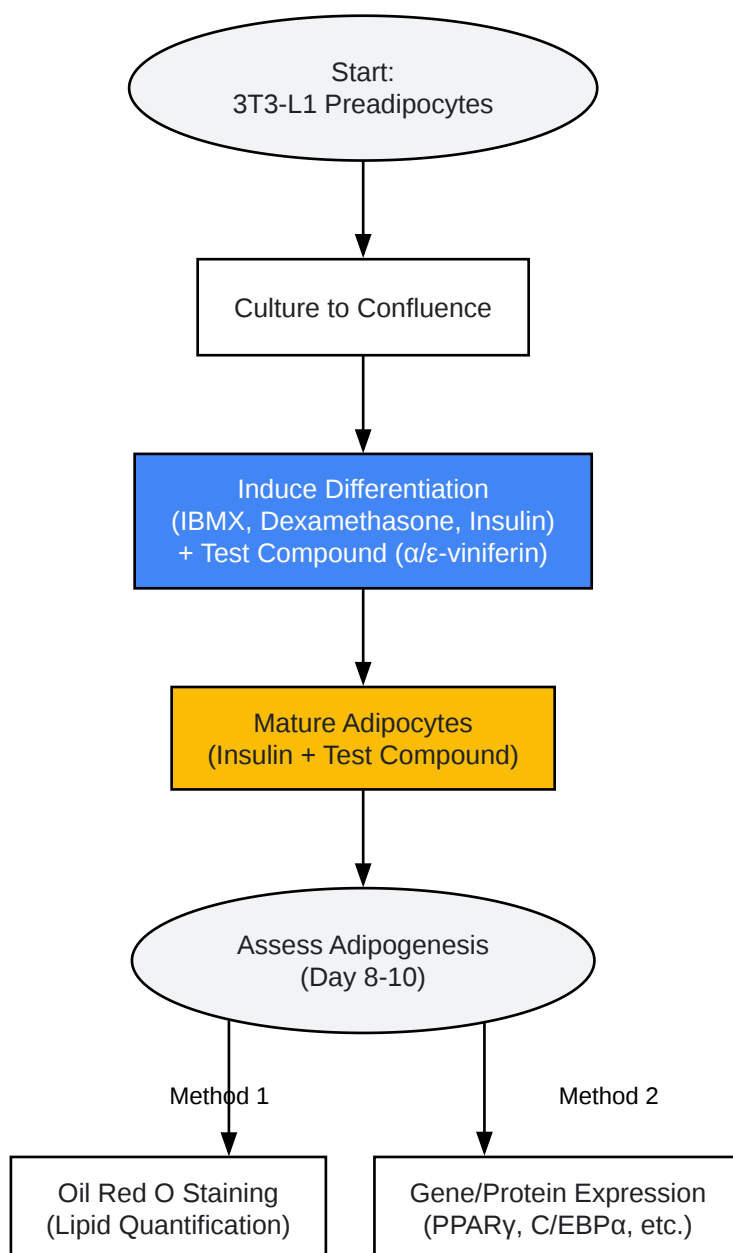 Start:
3T3-L1 Preadipocytes
Culture to Confluence
Induce Differentiation
(IBMX, Dexamethasone, Insulin)
+ Test Compound (α/ε-viniferin)
Mature Adipocytes
(Insulin + Test Compound)
Assess Adipogenesis
(Day 8-10)
Method 1
Method 2
Oil Red O Staining
(Lipid Quantification)
Gene/Protein Expression
(PPARγ, C/EBPα, etc.)